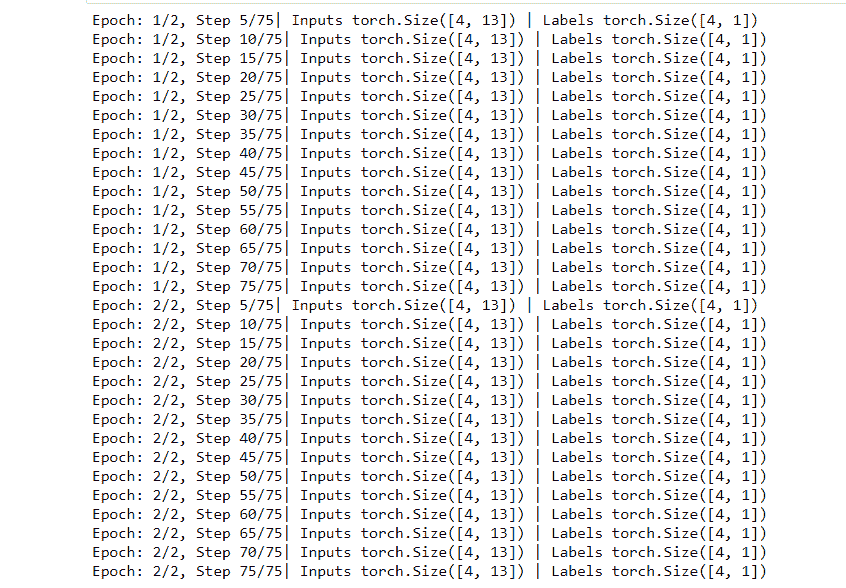 Epoch: 1/2, Step 5/75| Inputs torch.Size([4, 13]) | Labels torch.Size([4, 1])
Epoch: 1/2, Step 10/75| Inputs torch.Size([4, 13]) | Labels torch.Size([4, 1])
Epoch: 1/2, Step 15/75| Inputs torch.Size([4, 13]) | Labels torch.Size([4, 1])
Epoch: 1/2, Step 20/75| Inputs torch.Size([4, 13]) | Labels torch.Size([4, 1])
Epoch: 1/2, Step 25/75| Inputs torch.Size([4, 13]) | Labels torch.Size([4, 1])
Epoch: 1/2, Step 30/75| Inputs torch.Size([4, 13]) | Labels torch.Size([4, 1])
Epoch: 1/2, Step 35/75| Inputs torch.Size([4, 13]) | Labels torch.Size([4, 1])
Epoch: 1/2, Step 40/75| Inputs torch.Size([4, 13]) | Labels torch.Size([4, 1])
Epoch: 1/2, Step 45/75| Inputs torch.Size([4, 13]) | Labels torch.Size([4, 1])
Epoch: 1/2, Step 50/75| Inputs torch.Size([4, 13]) | Labels torch.Size([4, 1])
Epoch: 1/2, Step 55/75| Inputs torch.Size([4, 13]) | Labels torch.Size([4, 1])
Epoch: 1/2, Step 60/75| Inputs torch.Size([4, 13]) | Labels torch.Size([4, 1])
Epoch: 1/2, Step 65/75| Inputs torch.Size([4, 13]) | Labels torch.Size([4, 1])
Epoch: 1/2, Step 70/75| Inputs torch.Size([4, 13]) | Labels torch.Size([4, 1])
Epoch: 1/2, Step 75/75| Inputs torch.Size([4, 13]) | Labels torch.Size([4, 1])
Epoch: 2/2, Step 5/75| Inputs torch.Size([4, 13]) | Labels torch.Size([4, 1])
Epoch: 2/2, Step 10/75| Inputs torch.Size([4, 13]) | Labels torch.Size([4, 1])
Epoch: 2/2, Step 15/75| Inputs torch.Size([4, 13]) | Labels torch.Size([4, 1])
Epoch: 2/2, Step 20/75| Inputs torch.Size([4, 13]) | Labels torch.Size([4, 1])
Epoch: 2/2, Step 25/75| Inputs torch.Size([4, 13]) | Labels torch.Size([4, 1])
Epoch: 2/2, Step 30/75| Inputs torch.Size([4, 13]) | Labels torch.Size([4, 1])
Epoch: 2/2, Step 35/75| Inputs torch.Size([4, 13]) | Labels torch.Size([4, 1])
Epoch: 2/2, Step 40/75| Inputs torch.Size([4, 13]) | Labels torch.Size([4, 1])
Epoch: 2/2, Step 45/75| Inputs torch.Size([4, 13]) | Labels torch.Size([4, 1])
Epoch: 2/2, Step 50/75| Inputs torch.Size([4, 13]) | Labels torch.Size([4, 1])
Epoch: 2/2, Step 55/75| Inputs torch.Size([4, 13]) | Labels torch.Size([4, 1])
Epoch: 2/2, Step 60/75| Inputs torch.Size([4, 13]) | Labels torch.Size([4, 1])
Epoch: 2/2, Step 65/75| Inputs torch.Size([4, 13]) | Labels torch.Size([4, 1])
Epoch: 2/2, Step 70/75| Inputs torch.Size([4, 13]) | Labels torch.Size([4, 1])
Epoch: 2/2, Step 75/75| Inputs torch.Size([4, 13]) | Labels torch.Size([4, 1])